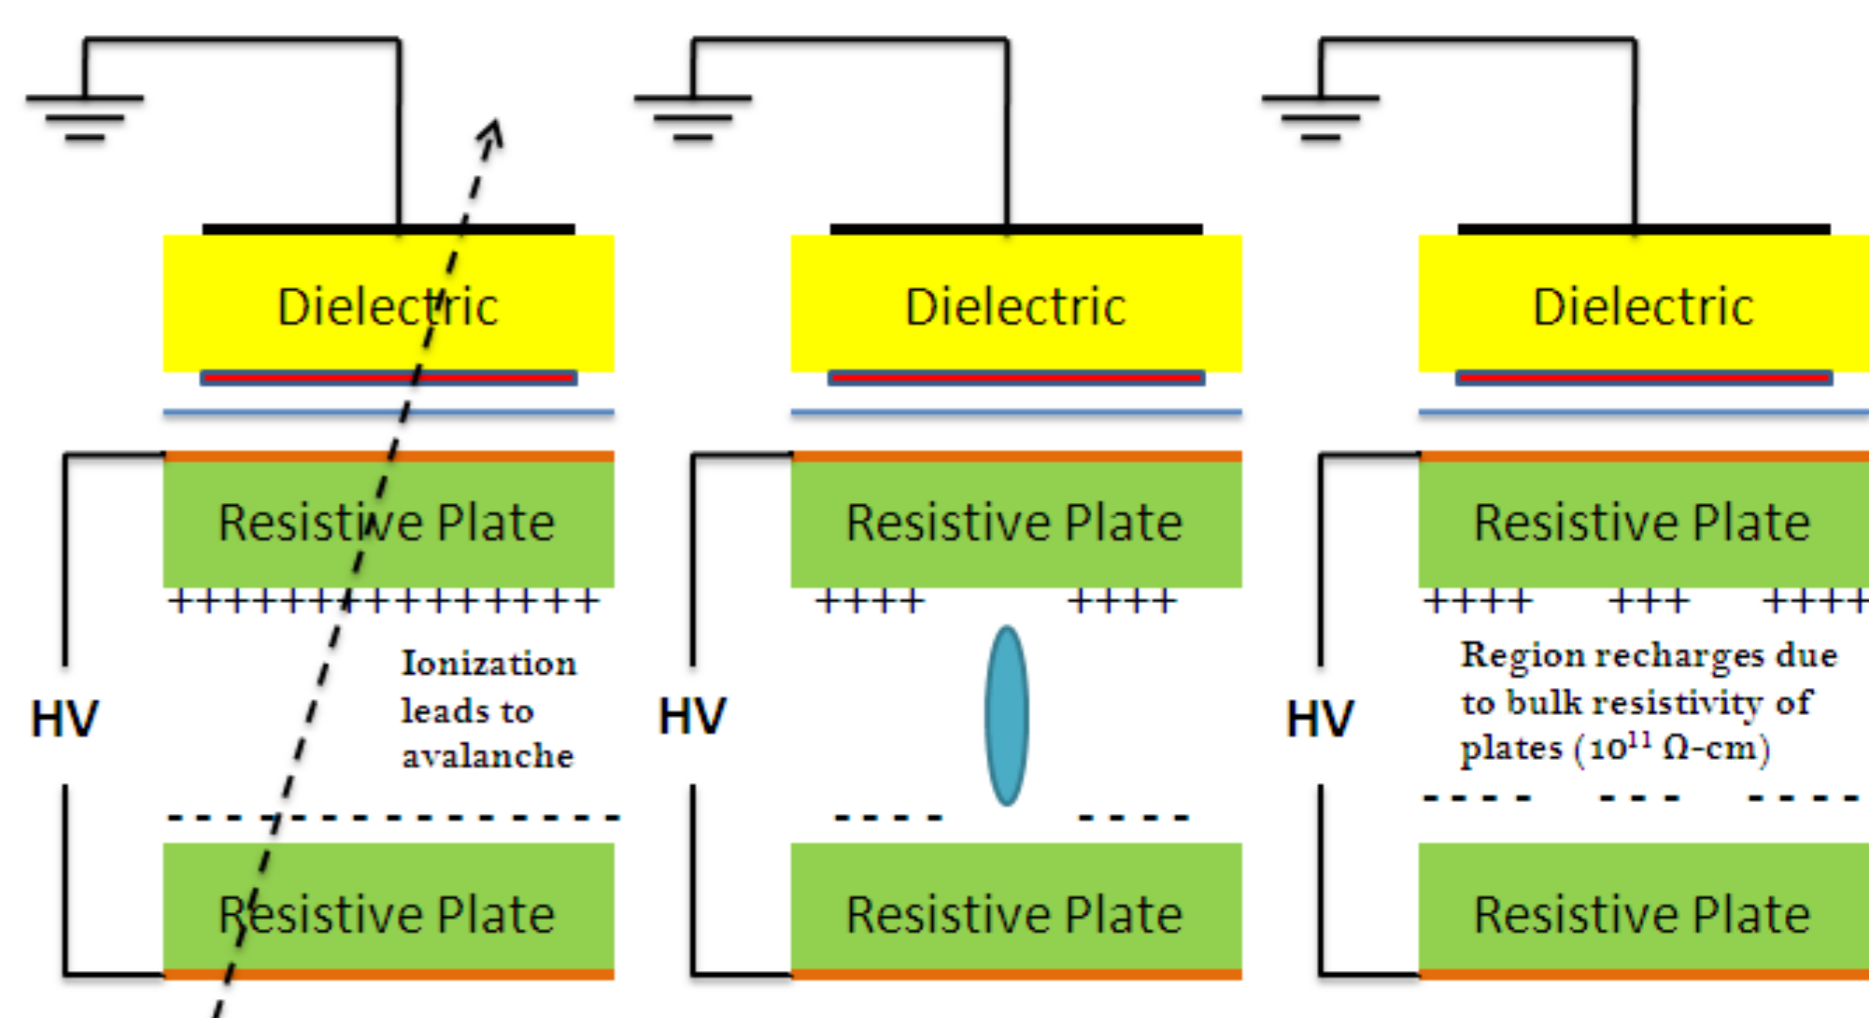 Dielectric
Dielectric
Dielectric
Resistive Plate
Resistive Plate
Resistive Plate
++++++++++++++++
++++ ++++
++++ +++ ++++
Ionization
leads to
avalanche
Region recharges due
to bulk resistivity of
plates (10¹¹ Ω-cm)
HV
HV
HV
- - - - - - - - - - - - - - - -
- - - - - - - -
- - - - - - - - - - -
Resistive Plate
Resistive Plate
Resistive Plate